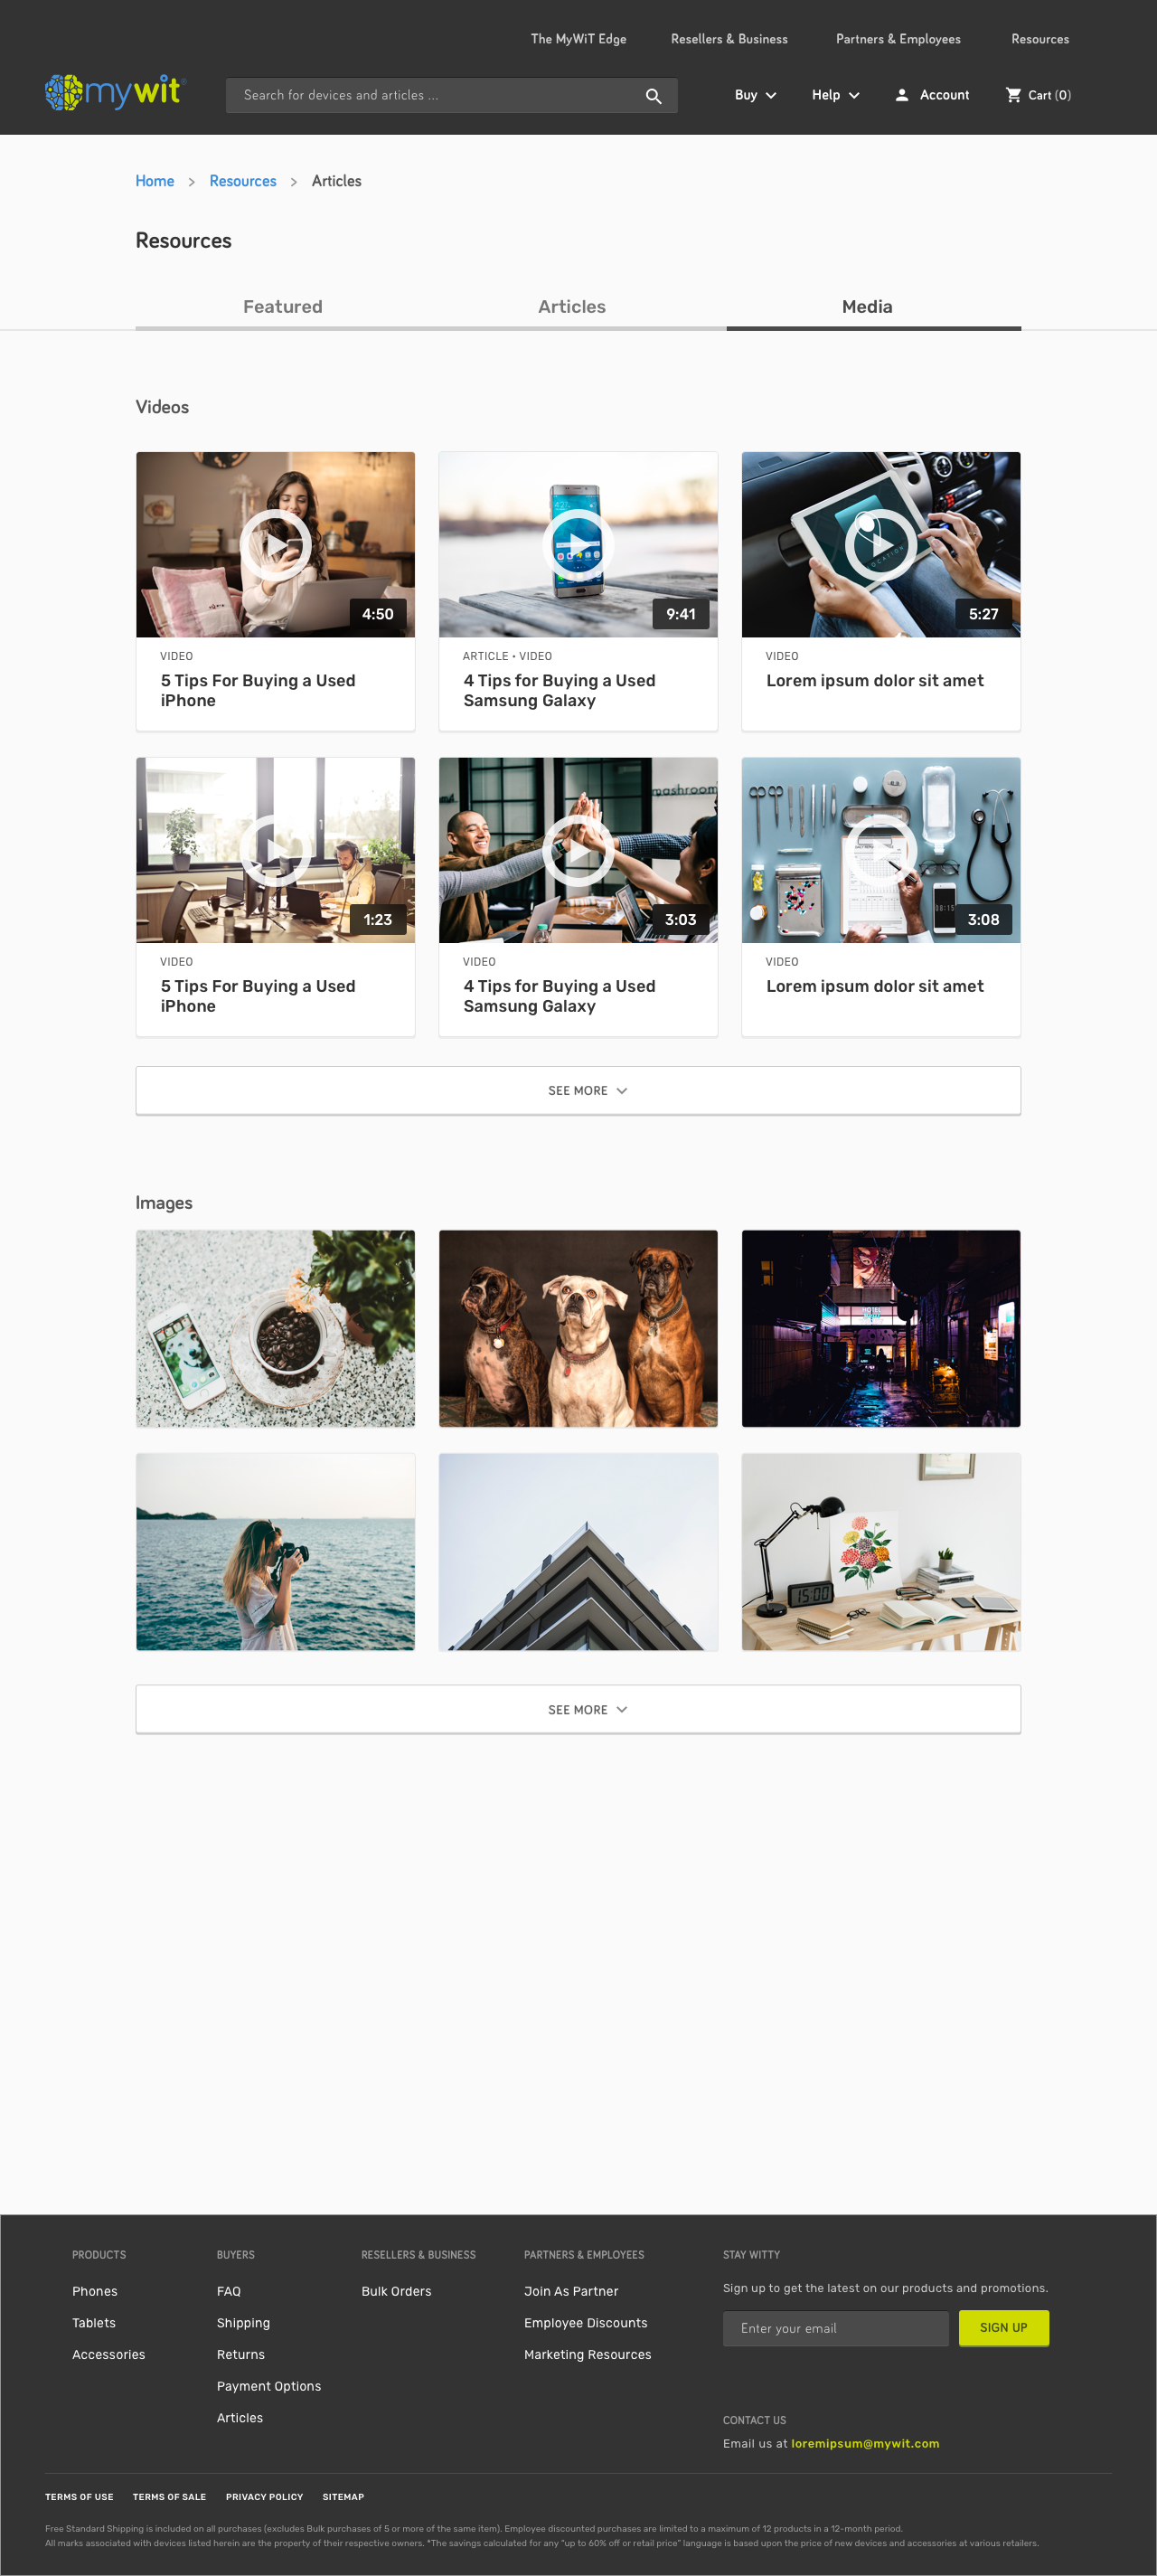 The MyWiT Edge
Resellers & Business
Partners & Employees
Resources
mywit
Search for devices and articles ...
Buy
Help
Account
Cart (0)
Home > Resources > Articles
Resources
Featured
Articles
Media
Videos
4:50
9:41
5:27
VIDEO
5 Tips For Buying a Used
iPhone
ARTICLE • VIDEO
4 Tips for Buying a Used
Samsung Galaxy
VIDEO
Lorem ipsum dolor sit amet
mashroom
08:15
1:23
3:03
3:08
VIDEO
5 Tips For Buying a Used
iPhone
VIDEO
4 Tips for Buying a Used
Samsung Galaxy
VIDEO
Lorem ipsum dolor sit amet
SEE MORE
Images
HOTEL
15:00
SEE MORE
PRODUCTS
Phones
Tablets
Accessories
BUYERS
FAQ
Shipping
Returns
Payment Options
Articles
RESELLERS & BUSINESS
Bulk Orders
PARTNERS & EMPLOYEES
Join As Partner
Employee Discounts
Marketing Resources
STAY WITTY
Sign up to get the latest on our products and promotions.
Enter your email
SIGN UP
CONTACT US
Email us at loremipsum@mywit.com
TERMS OF USE
TERMS OF SALE
PRIVACY POLICY
SITEMAP
Free Standard Shipping is included on all purchases (excludes Bulk purchases of 5 or more of the same item). Employee discounted purchases are limited to a maximum of 12 products in a 12-month period.
All marks associated with devices listed herein are the property of their respective owners. *The savings calculated for any "up to 60% off or retail price" language is based upon the price of new devices and accessories at various retailers.